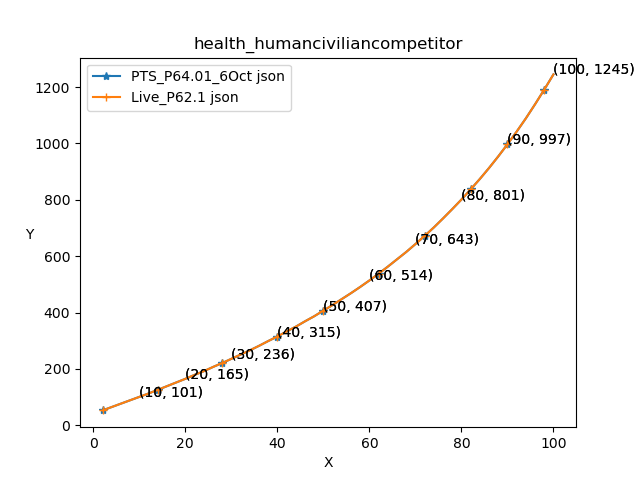 health_humanciviliancompetitor
PTS_P64.01_6Oct json
Live_P62.1 json
(100, 1245)
(90, 997)
(80, 801)
(70, 643)
(60, 514)
(50, 407)
(40, 315)
(30, 236)
(20, 165)
(10, 101)
1200
1000
800
600
400
200
0
Y
0 20 40 60 80 100
X